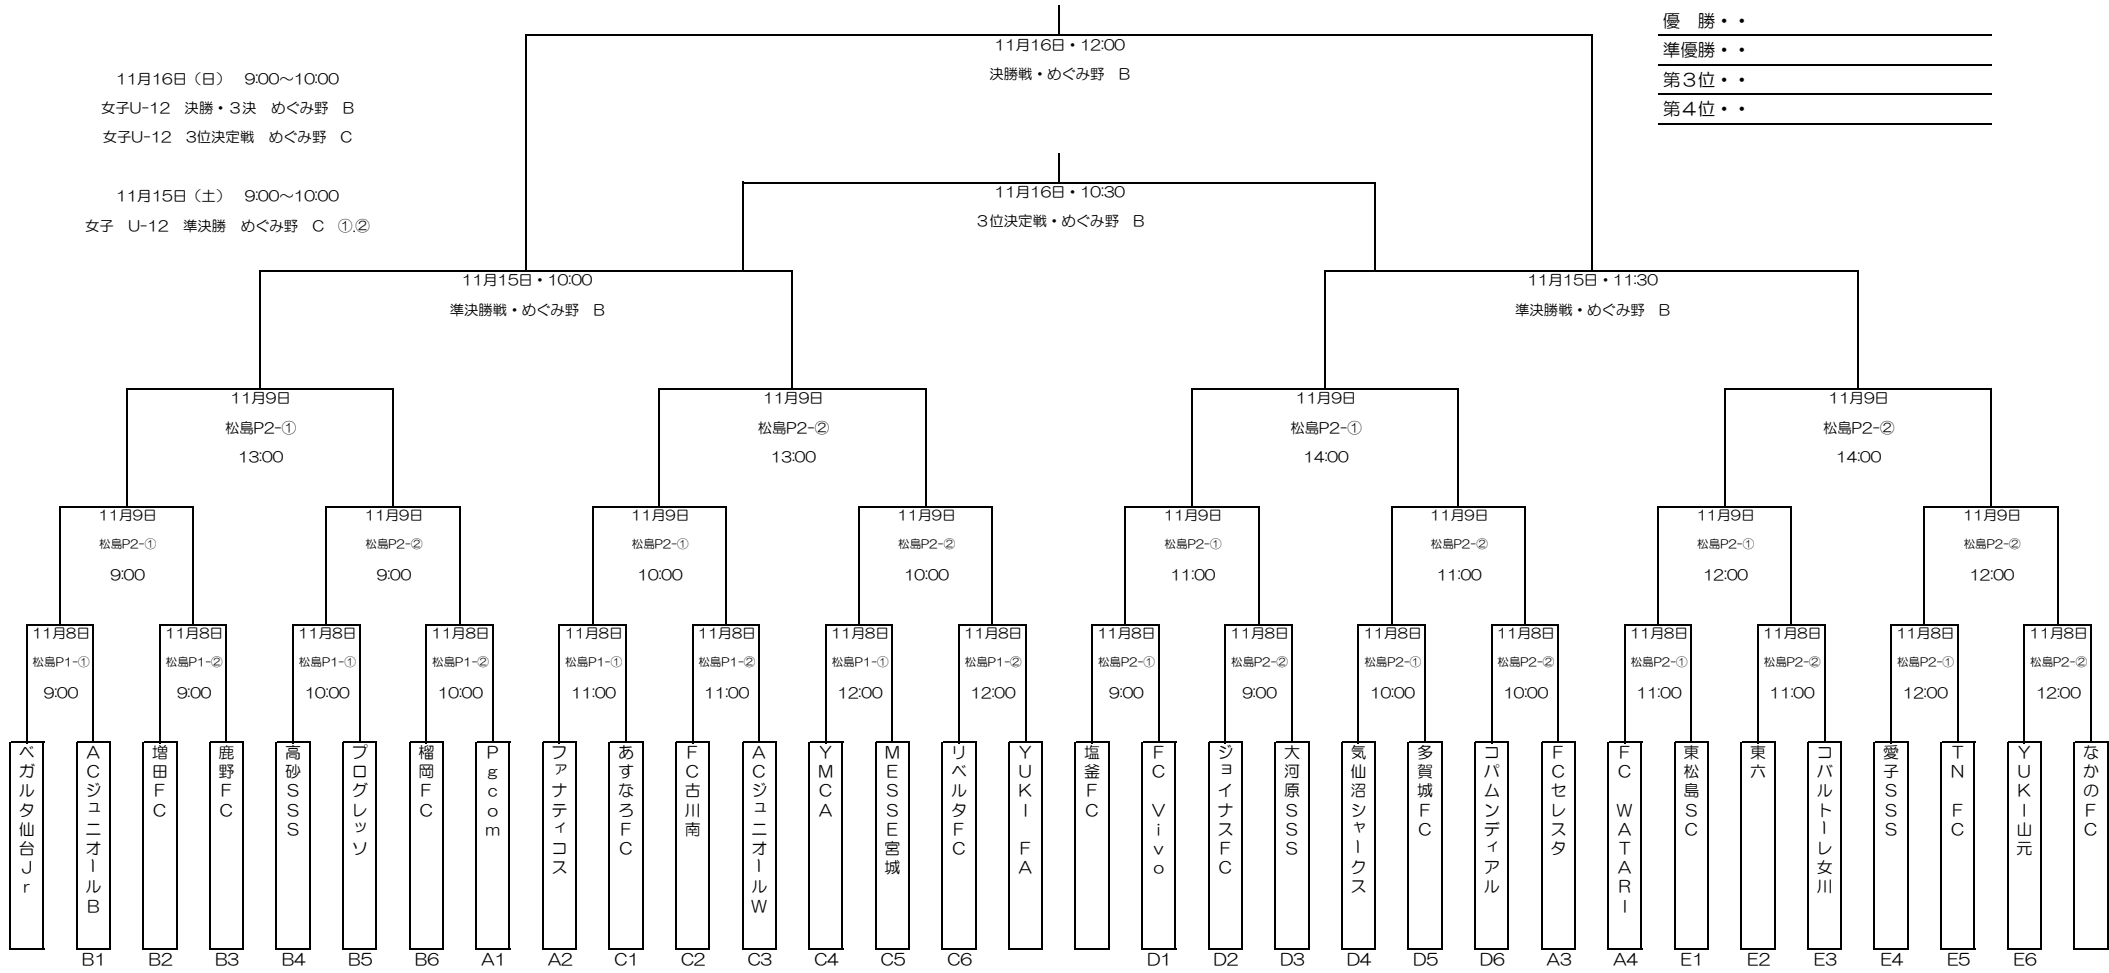 優　勝・・
準優勝・・
第３位・・
第４位・・
11月16日・12:00
決勝戦・めぐみ野　B
11月16日（日）　9:00～10:00
女子U-12　決勝・３決　めぐみ野　B
女子U-12　3位決定戦　めぐみ野　C
11月15日（土）　9:00～10:00
女子　U-12　準決勝　めぐみ野　C　①.②
11月16日・10:30
３位決定戦・めぐみ野　B
11月15日・10:00
準決勝戦・めぐみ野　B
11月15日・11:30
準決勝戦・めぐみ野　B
11月9日
松島P2-①
13:00
11月9日
松島P2-②
13:00
11月9日
松島P2-①
14:00
11月9日
松島P2-②
14:00
11月9日
松島P2-①
9:00
11月9日
松島P2-②
9:00
11月9日
松島P2-①
10:00
11月9日
松島P2-②
10:00
11月9日
松島P2-①
11:00
11月9日
松島P2-②
11:00
11月9日
松島P2-①
12:00
11月9日
松島P2-②
12:00
11月8日
松島P1-①
9:00
11月8日
松島P1-②
9:00
11月8日
松島P1-①
10:00
11月8日
松島P1-②
10:00
11月8日
松島P1-①
11:00
11月8日
松島P1-②
11:00
11月8日
松島P1-①
12:00
11月8日
松島P1-②
12:00
11月8日
松島P2-①
9:00
11月8日
松島P2-②
9:00
11月8日
松島P2-①
10:00
11月8日
松島P2-②
10:00
11月8日
松島P2-①
11:00
11月8日
松島P2-②
11:00
11月8日
松島P2-①
12:00
11月8日
松島P2-②
12:00
ベガルタ仙台Ｊｒ
ＡＣジュニオールＢ
増田ＦＣ
鹿野ＦＣ
高砂ＳＳＳ
プログレッソ
榴岡ＦＣ
Ｐｇｃｏｍ
ファナティコス
あすなろＦＣ
ＦＣ古川南
ＡＣジュニオールＷ
ＹＭＣＡ
ＭＥＳＳＥ宮城
リベルタＦＣ
ＹＵＫＩ　ＦＡ
塩釜ＦＣ
ＦＣ　Ｖｉｖｏ
ジョイナスＦＣ
大河原ＳＳＳ
気仙沼シャークス
多賀城ＦＣ
コパムンディアル
ＦＣセレスタ
ＦＣ　ＷＡＴＡＲＩ
東松島ＳＣ
東六
コバルトーレ女川
愛子ＳＳＳ
ＴＮ　ＦＣ
ＹＵＫＩ山元
なかのＦＣ
B1
B2
B3
B4
B5
B6
A1
A2
C1
C2
C3
C4
C5
C6
D1
D2
D3
D4
D5
D6
A3
A4
E1
E2
E3
E4
E5
E6